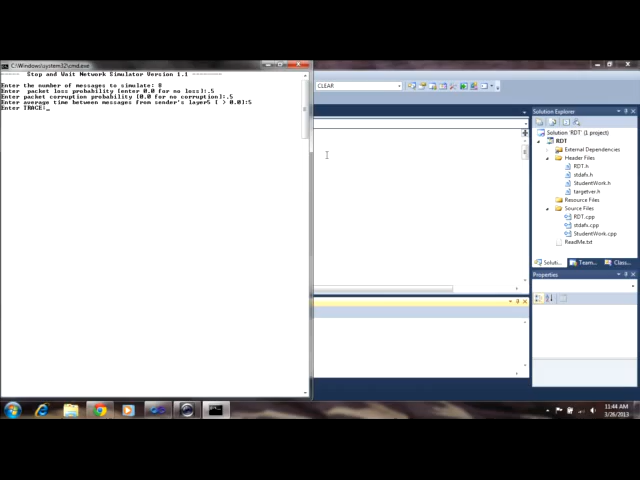 C:\Windows\system32\cmd.exe
----- Stop and Wait Network Simulator Version 1.1 --------
Enter the number of messages to simulate: 8
Enter packet loss probability [enter 0.0 for no loss]:.5
Enter packet corruption probability [0.0 for no corruption]:.5
Enter average time between messages from sender's layer5 [ > 0.0]:5
Enter TRACE:_
CLEAR
Solution Explorer
Solution 'RDT' (1 project)
RDT
External Dependencies
Header Files
RDT.h
stdafx.h
StudentWork.h
targetver.h
Resource Files
Source Files
RDT.cpp
stdafx.cpp
StudentWork.cpp
ReadMe.txt
Soluti...
Team...
Class...
Properties
11:44 AM
3/26/2013